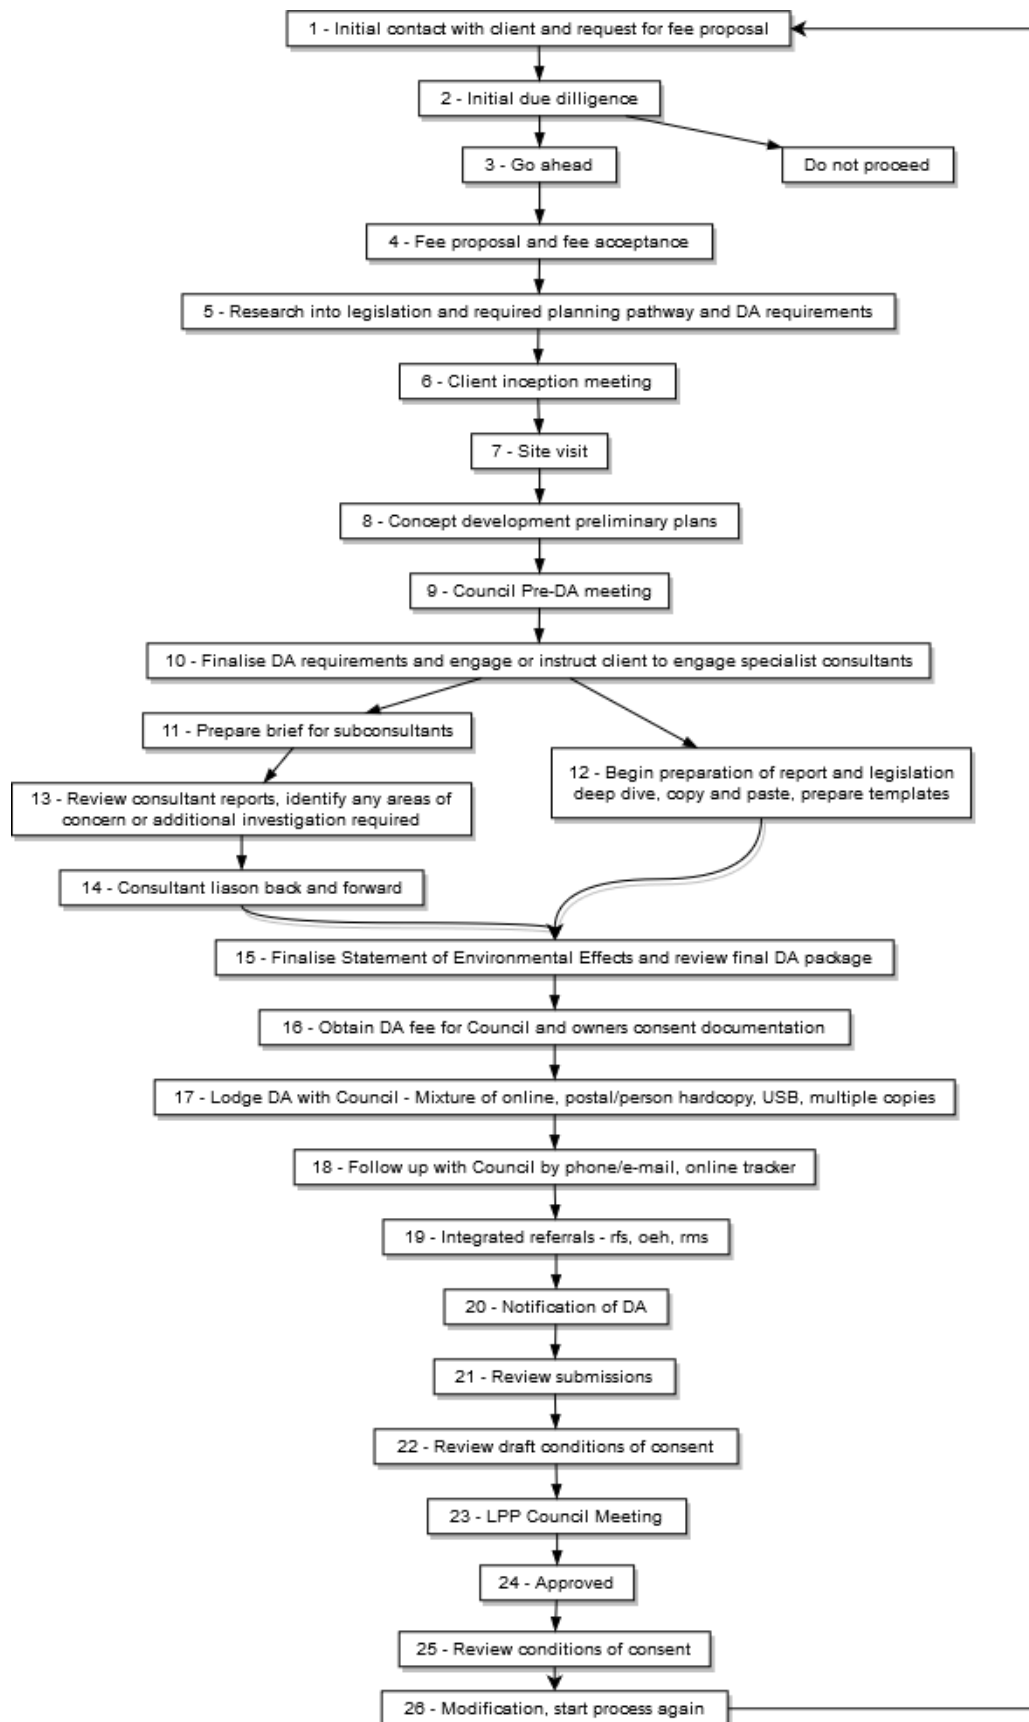 1 - Initial contact with client and request for fee proposal
2 - Initial due dilligence
3 - Go ahead
Do not proceed
4 - Fee proposal and fee acceptance
5 - Research into legislation and required planning pathway and DA requirements
6 - Client inception meeting
7 - Site visit
8 - Concept development preliminary plans
9 - Council Pre-DA meeting
10 - Finalise DA requirements and engage or instruct client to engage specialist consultants
11 - Prepare brief for subconsultants
12 - Begin preparation of report and legislation
deep dive, copy and paste, prepare templates
13 - Review consultant reports, identify any areas of
concern or additional investigation required
14 - Consultant liason back and forward
15 - Finalise Statement of Environmental Effects and review final DA package
16 - Obtain DA fee for Council and owners consent documentation
17 - Lodge DA with Council - Mixture of online, postal/person hardcopy, USB, multiple copies
18 - Follow up with Council by phone/e-mail, online tracker
19 - Integrated referrals - rfs, oeh, rms
20 - Notification of DA
21 - Review submissions
22 - Review draft conditions of consent
23 - LPP Council Meeting
24 - Approved
25 - Review conditions of consent
26 - Modification, start process again